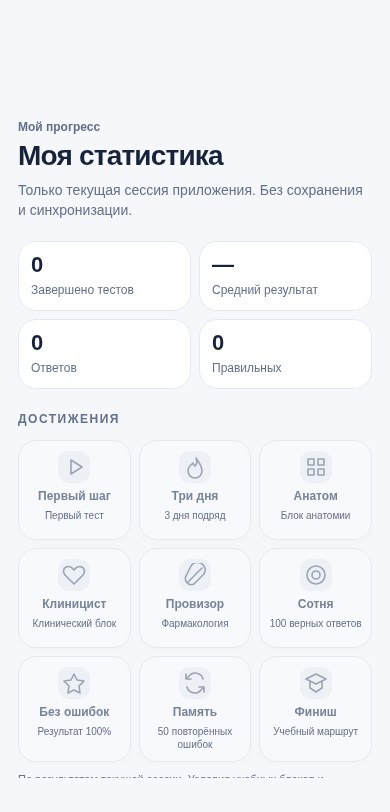 Мой прогресс
Моя статистика
Только текущая сессия приложения. Без сохранения
и синхронизации.
0
Завершено тестов
—
Средний результат
0
Ответов
0
Правильных
ДОСТИЖЕНИЯ
Первый шаг
Первый тест
Три дня
3 дня подряд
Анатом
Блок анатомии
Клиницист
Клинический блок
Провизор
Фармакология
Сотня
100 верных ответов
Без ошибок
Результат 100%
Память
50 повторённых
ошибок
Финиш
Учебный маршрут